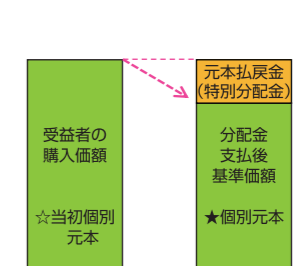 受益者の
購入価額
☆当初個別
元本
元本払戻金
(特別分配金)
分配金
支払後
基準価額
★個別元本